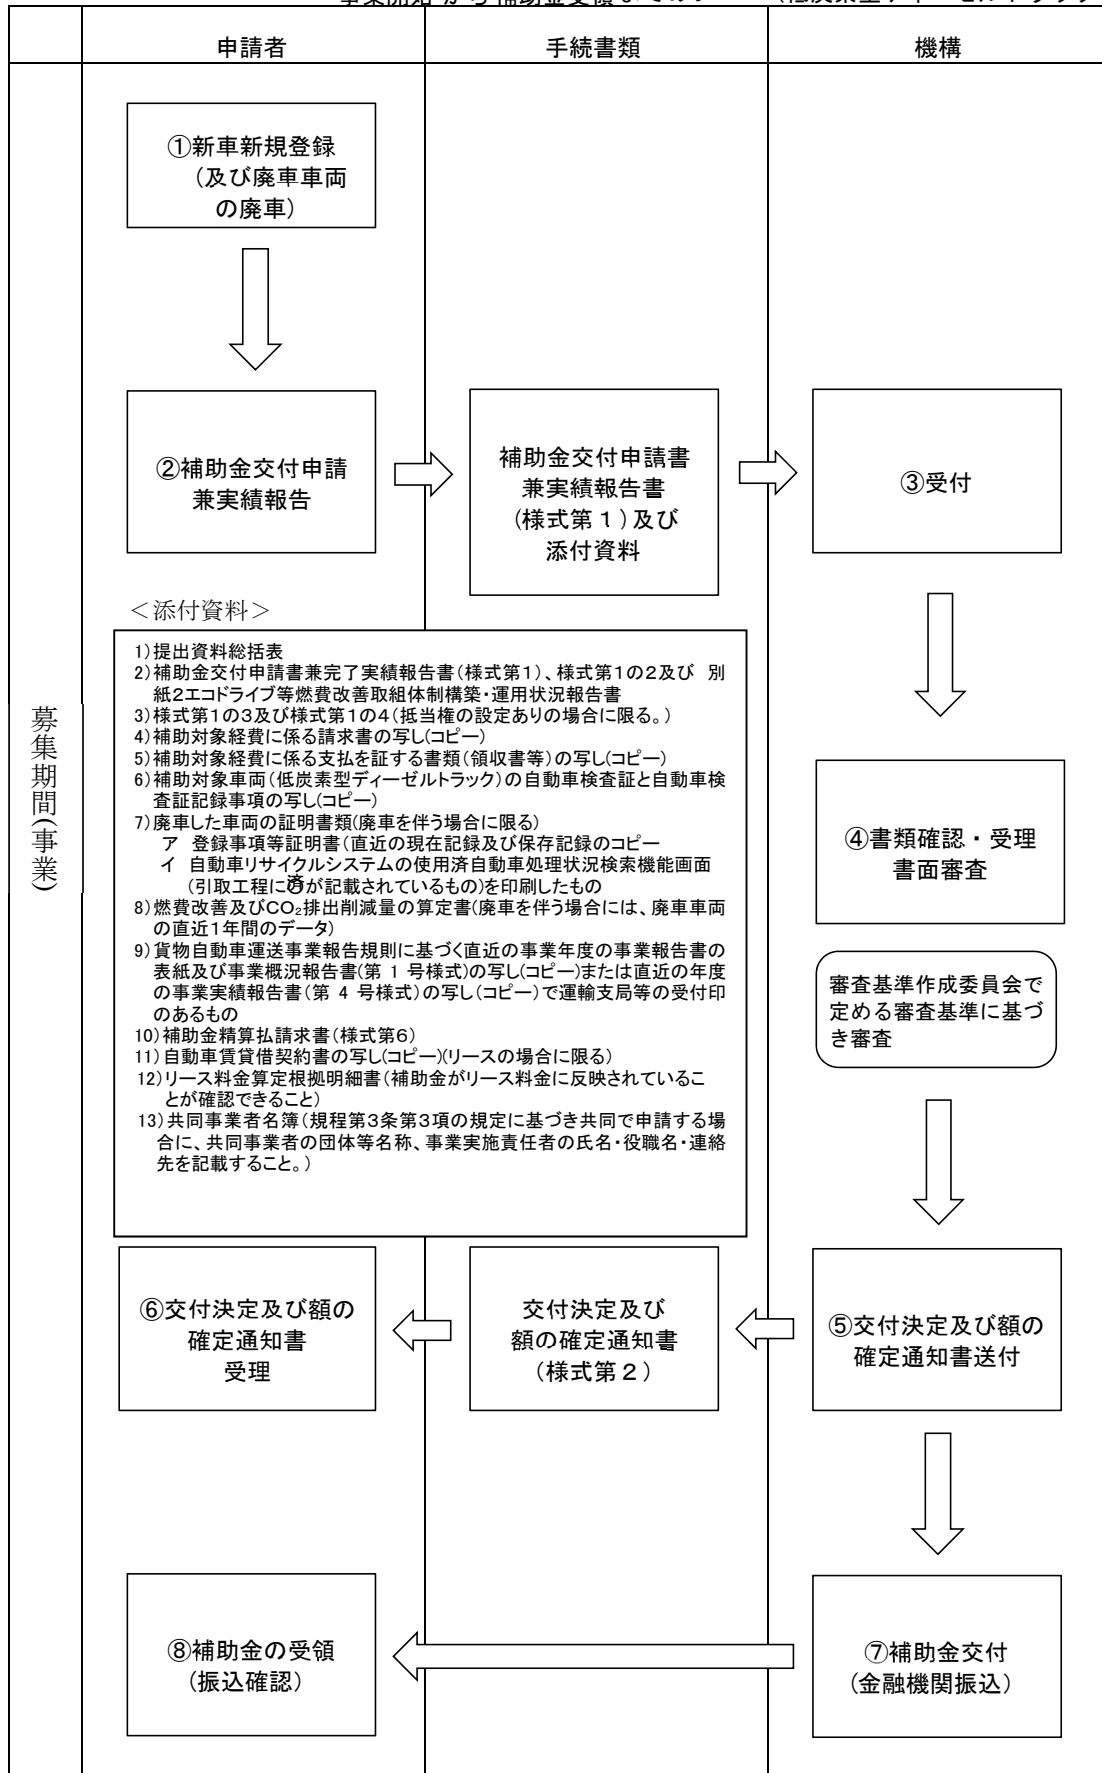 申請者
手続書類
機構
募集期間(事業)
①新車新規登録
(及び廃車車両
の廃車)
②補助金交付申請
兼実績報告
補助金交付申請書
兼実績報告書
(様式第1)及び
添付資料
③受付
<添付資料>
1)提出資料総括表
2)補助金交付申請書兼完了実績報告書(様式第1)、様式第1の2及び 別
紙2エコドライブ等燃費改善取組体制構築・運用状況報告書
3)様式第1の3及び様式第1の4(抵当権の設定ありの場合に限る。)
4)補助対象経費に係る請求書の写し(コピー)
5)補助対象経費に係る支払を証する書類(領収書等)の写し(コピー)
6)補助対象車両(低炭素型ディーゼルトラック)の自動車検査証と自動車検
査証記録事項の写し(コピー)
7)廃車した車両の証明書類(廃車を伴う場合に限る)
ア 登録事項等証明書(直近の現在記録及び保存記録のコピー
イ 自動車リサイクルシステムの使用済自動車処理状況検索機能画面
(引取工程に済が記載されているもの)を印刷したもの
8)燃費改善及びCO₂排出削減量の算定書(廃車を伴う場合には、廃車車両
の直近1年間のデータ)
9)貨物自動車運送事業報告規則に基づく直近の事業年度の事業報告書の
表紙及び事業概況報告書(第 1 号様式)の写し(コピー)または直近の年度
の事業実績報告書(第 4 号様式)の写し(コピー)で運輸支局等の受付印
のあるもの
10)補助金精算払請求書(様式第6)
11)自動車賃貸借契約書の写し(コピー)(リースの場合に限る)
12)リース料金算定根拠明細書(補助金がリース料金に反映されているこ
とが確認できること)
13)共同事業者名簿(規程第3条第3項の規定に基づき共同で申請する場
合に、共同事業者の団体等名称、事業実施責任者の氏名・役職名・連絡
先を記載すること。)
④書類確認・受理
書面審査
審査基準作成委員会で
定める審査基準に基づ
き審査
⑥交付決定及び額の
確定通知書
受理
交付決定及び
額の確定通知書
(様式第2)
⑤交付決定及び額の
確定通知書送付
⑧補助金の受領
(振込確認)
⑦補助金交付
(金融機関振込)